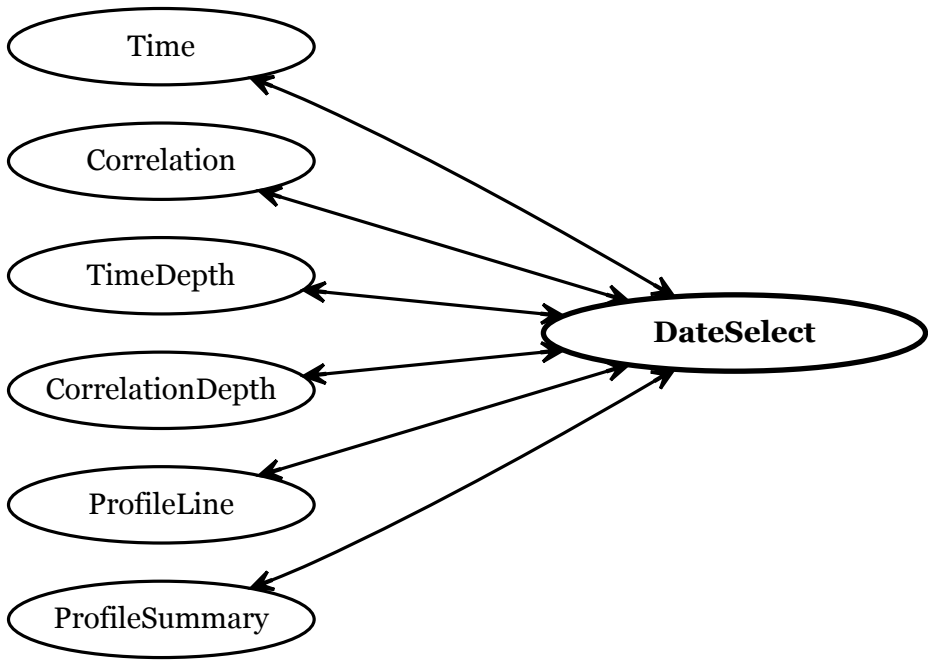 Time
Correlation
TimeDepth
DateSelect
CorrelationDepth
ProfileLine
ProfileSummary